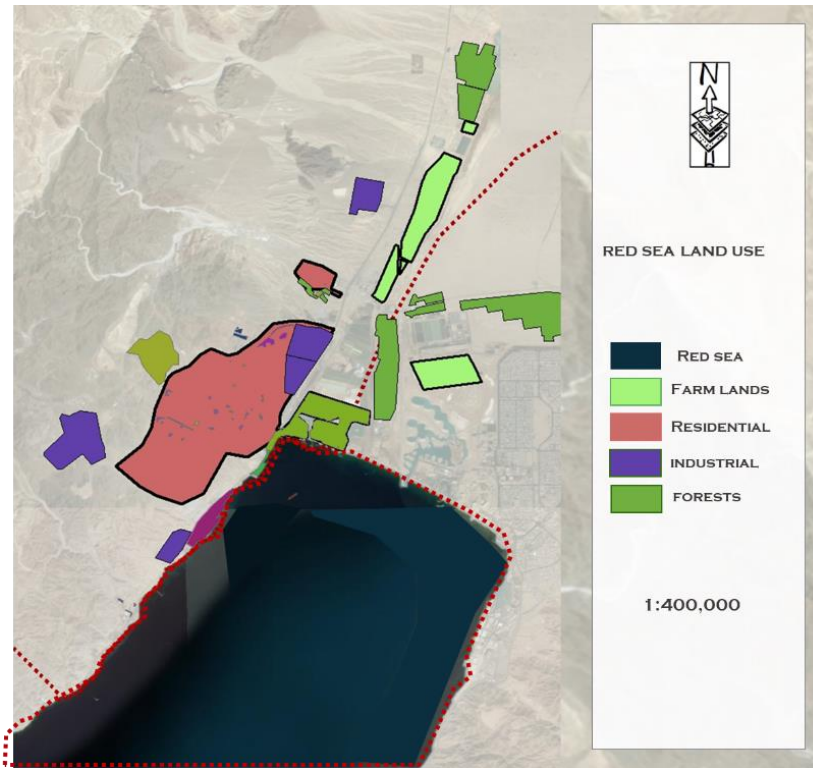 N
RED SEA LAND USE
RED SEA
FARM LANDS
RESIDENTIAL
INDUSTRIAL
FORESTS
1:400,000